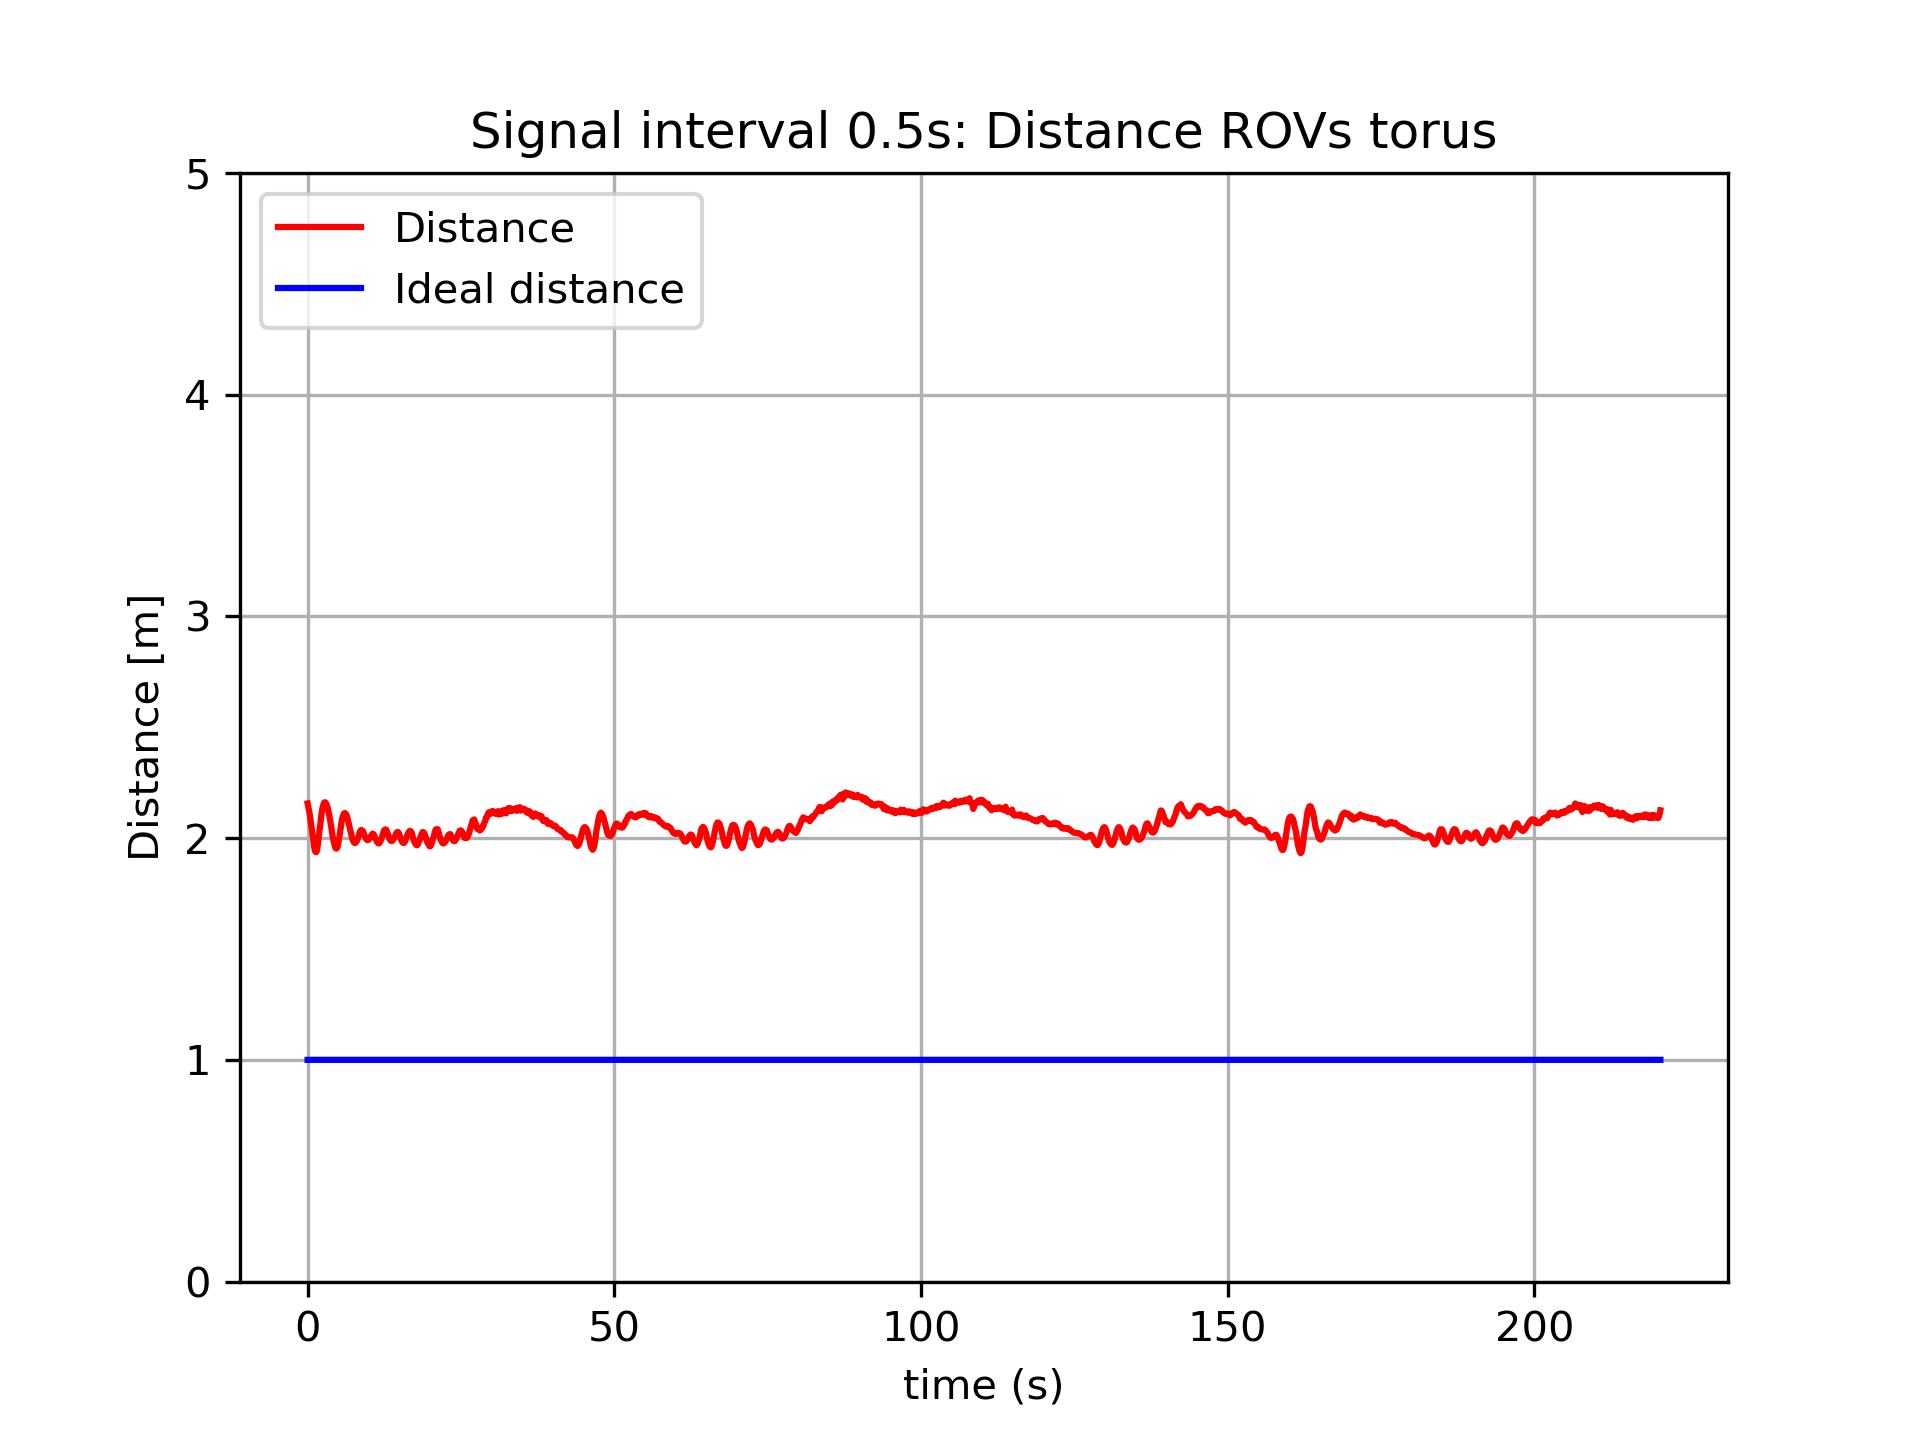 Signal interval 0.5s: Distance ROVs torus
Distance
Ideal distance
Distance [m]
5
4
3
2
1
0
0 50 100 150 200
time (s)